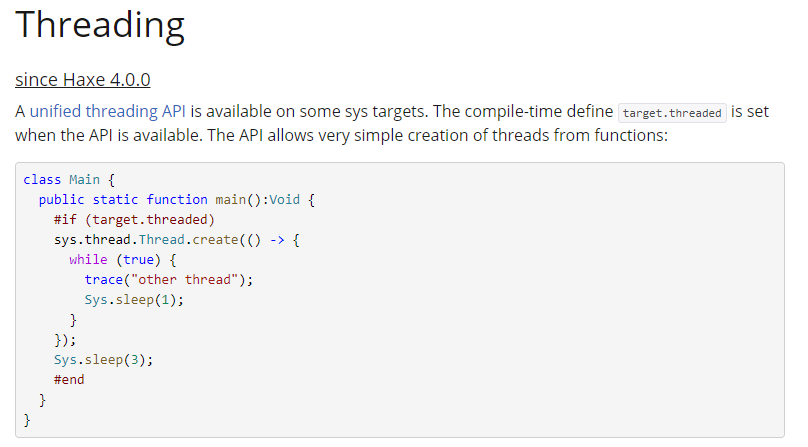 Threading
since Haxe 4.0.0
A unified threading API is available on some sys targets. The compile-time define target.threaded is set
when the API is available. The API allows very simple creation of threads from functions:
class Main {
  public static function main():Void {
    #if (target.threaded)
    sys.thread.Thread.create(() -> {
      while (true) {
        trace("other thread");
        Sys.sleep(1);
      }
    });
    Sys.sleep(3);
    #end
  }
}